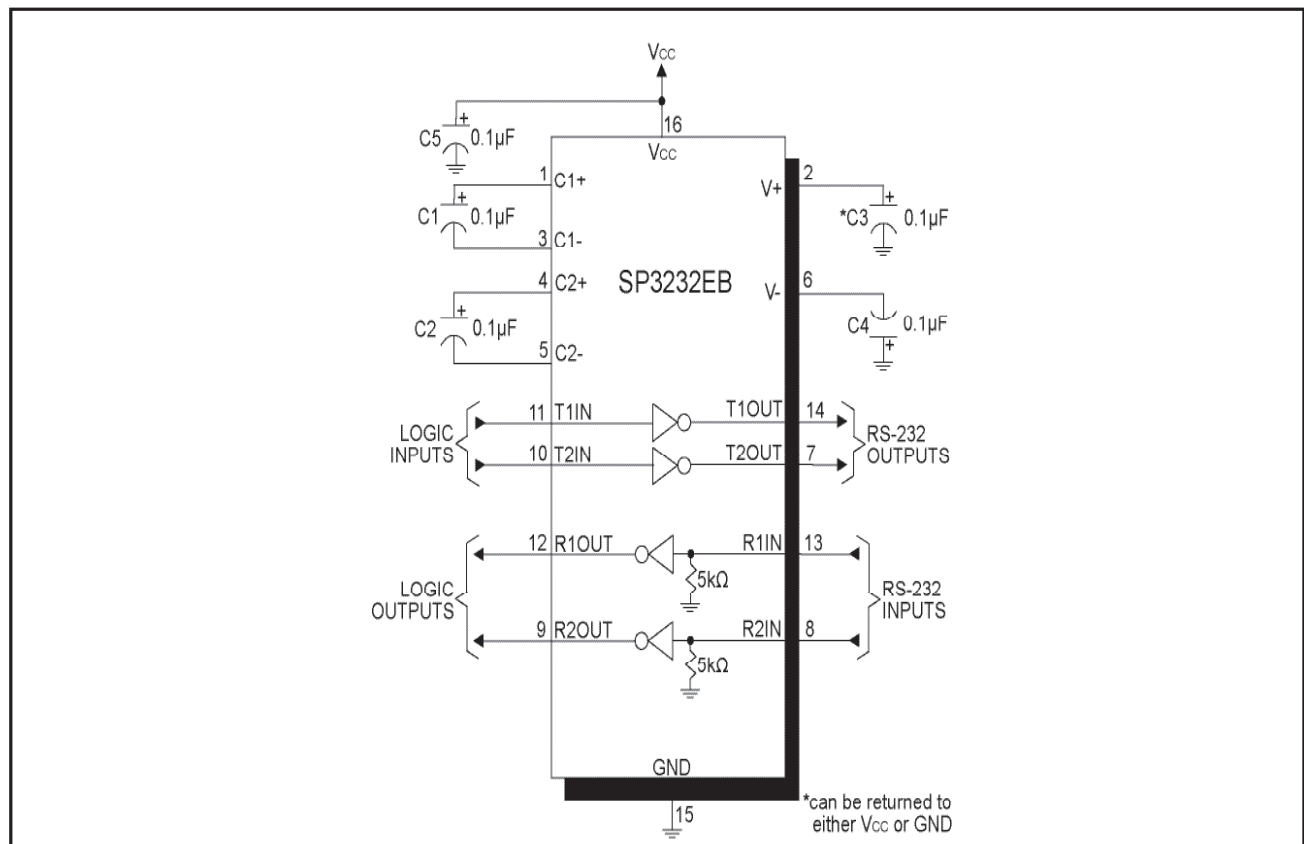 Vcc
16
C5
+
0.1µF
Vcc
1
C1+
V+
2
+
C1
0.1µF
+
*C3
0.1µF
3
C1-
4
C2+
SP3232EB
V-
6
+
C2
0.1µF
C4
0.1µF
+
5
C2-
LOGIC
INPUTS
11
T1IN
T1OUT
14
10
T2IN
T2OUT
7
RS-232
OUTPUTS
LOGIC
OUTPUTS
12
R1OUT
R1IN
13
5kΩ
9
R2OUT
R2IN
8
5kΩ
RS-232
INPUTS
GND
15
*can be returned to
either Vcc or GND